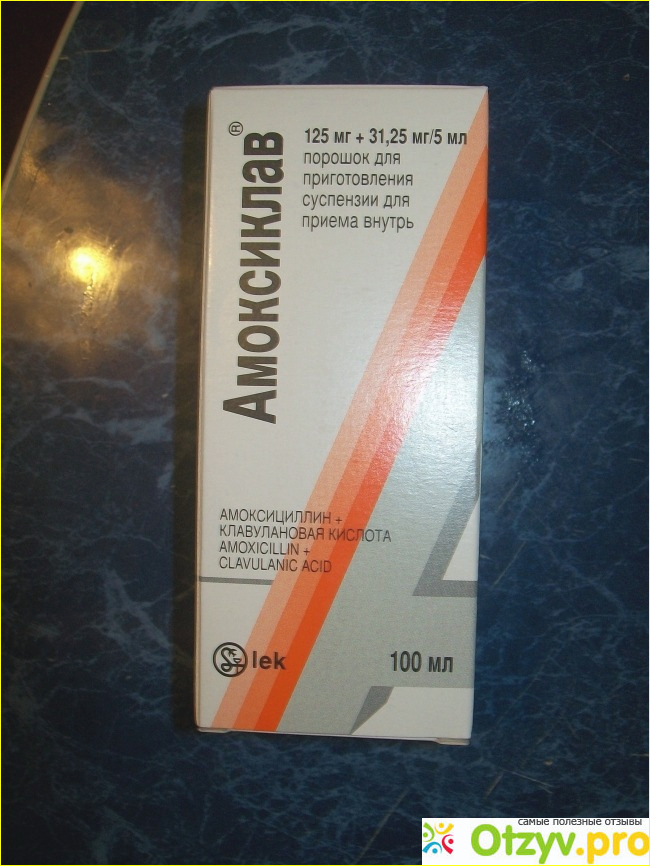 Амоксиклав®
125 мг + 31,25 мг/5 мл
порошок для
приготовления
суспензии для
приема внутрь
АМОКСИЦИЛЛИН +
КЛАВУЛАНОВАЯ КИСЛОТА
AMOXICILLIN +
CLAVULANIC ACID
lek
100 мл
самые полезные отзывы
Otzyv.pro